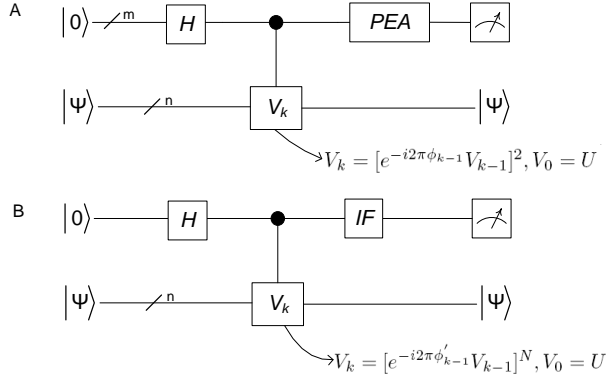 A
|0⟩ m H PEA
|Ψ⟩ n V_k |Ψ⟩
V_k = [e^{-i2πϕ_{k-1}} V_{k-1}]^2, V_0 = U
B
|0⟩ H IF
|Ψ⟩ n V_k |Ψ⟩
V_k = [e^{-i2πϕ'_{k-1}} V_{k-1}]^N, V_0 = U